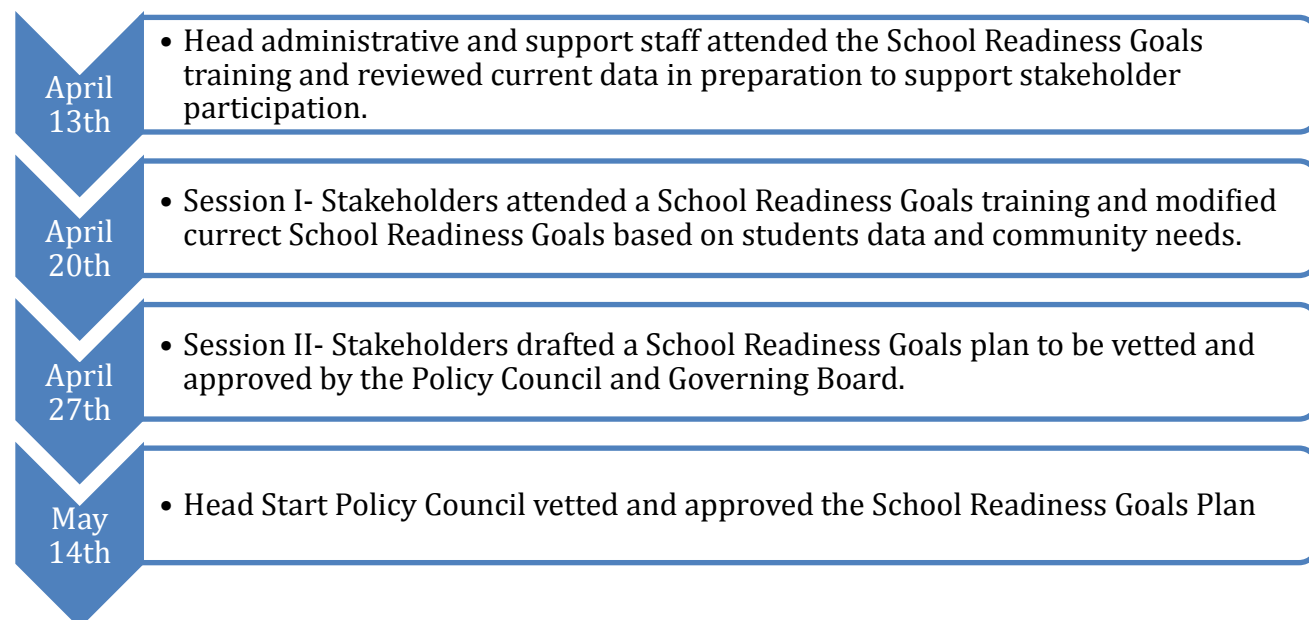 April
13th
• Head administrative and support staff attended the School Readiness Goals
training and reviewed current data in preparation to support stakeholder
participation.
April
20th
• Session I- Stakeholders attended a School Readiness Goals training and modified
currect School Readiness Goals based on students data and community needs.
April
27th
• Session II- Stakeholders drafted a School Readiness Goals plan to be vetted and
approved by the Policy Council and Governing Board.
May
14th
• Head Start Policy Council vetted and approved the School Readiness Goals Plan